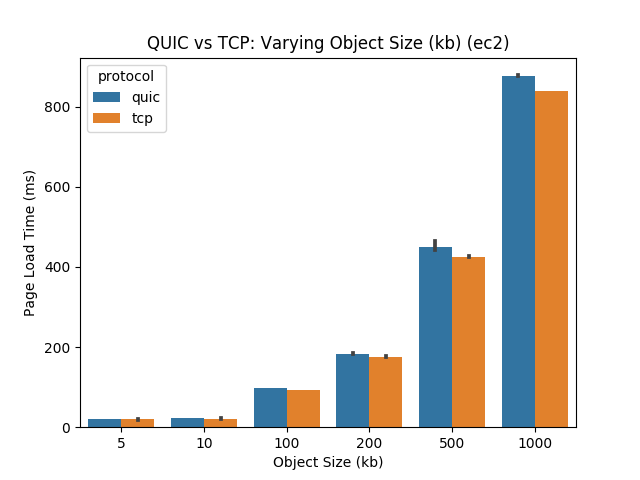 QUIC vs TCP: Varying Object Size (kb) (ec2)
protocol
quic
tcp
Page Load Time (ms)
800
600
400
200
0
5 10 100 200 500 1000
Object Size (kb)